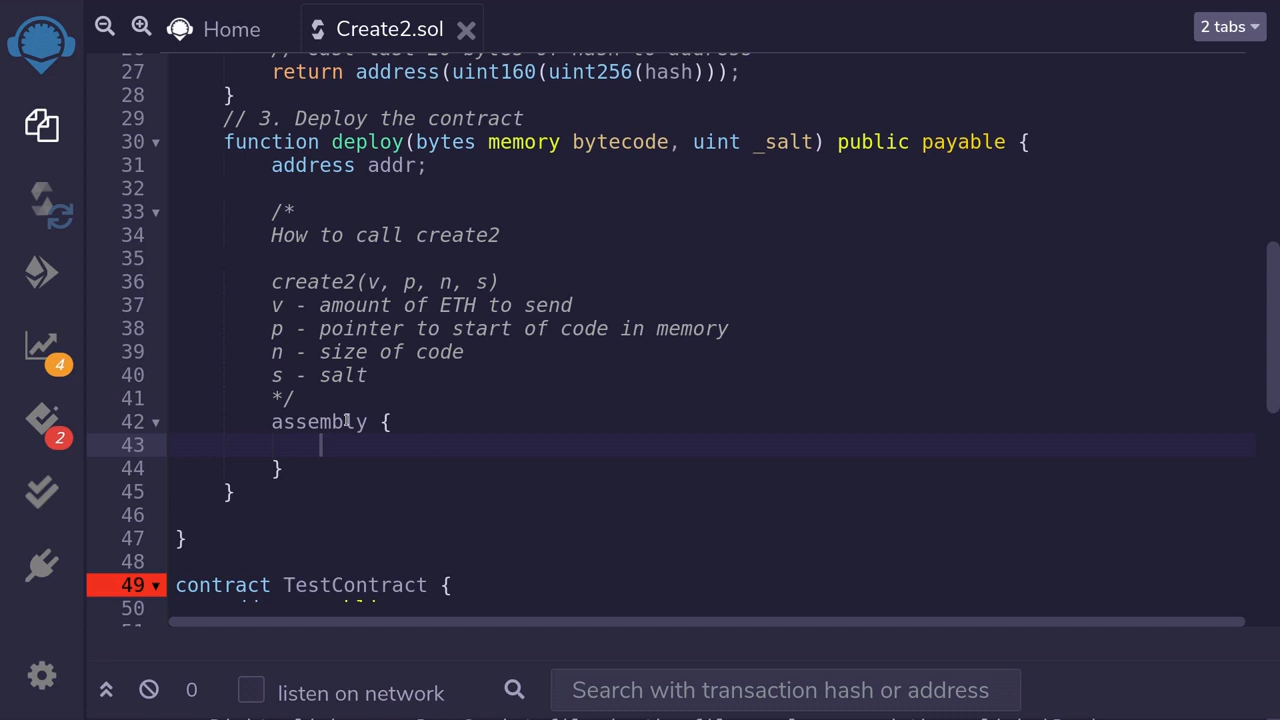 Home
Create2.sol
2 tabs
27 return address(uint160(uint256(hash)));
28 }
29 // 3. Deploy the contract
30 function deploy(bytes memory bytecode, uint _salt) public payable {
31 address addr;
32
33 /*
34 How to call create2
35
36 create2(v, p, n, s)
37 v - amount of ETH to send
38 p - pointer to start of code in memory
39 n - size of code
40 s - salt
41 */
42 assembly {
43
44 }
45 }
46
47 }
48
49 contract TestContract {
50
4
2
0 listen on network Search with transaction hash or address